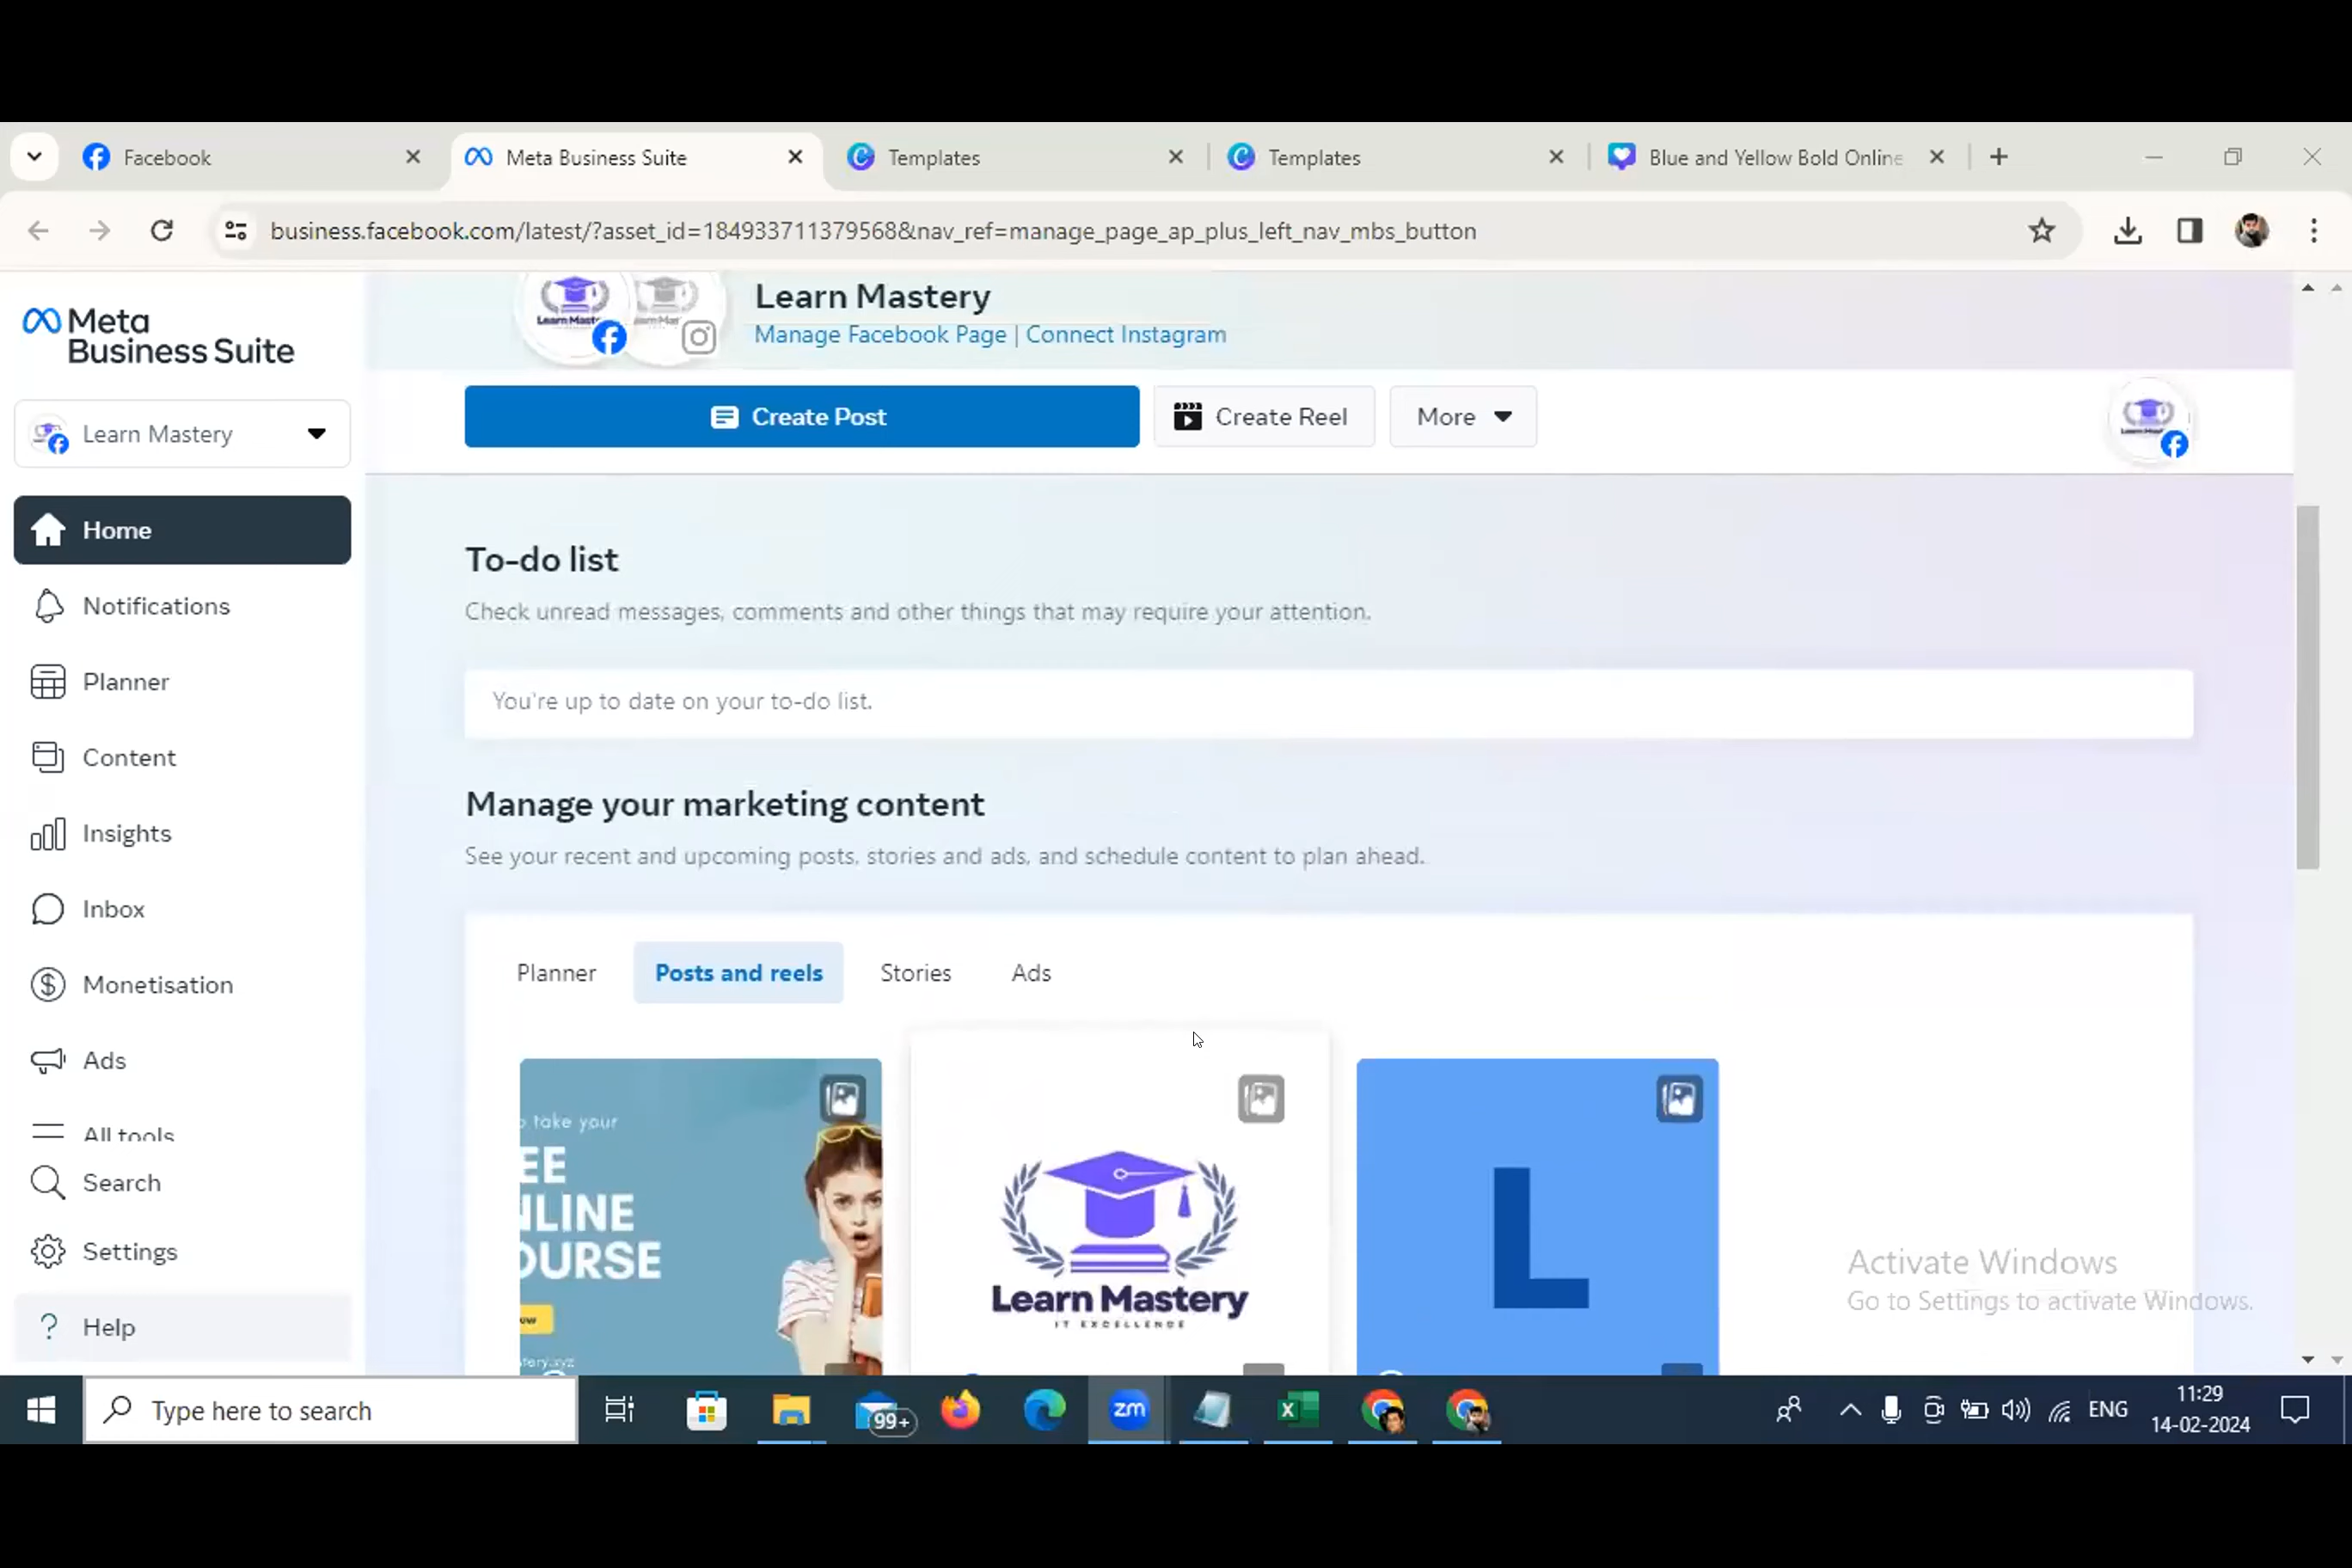 Facebook
Meta Business Suite
Templates
Templates
Blue and Yellow Bold Online
business.facebook.com/latest/?asset_id=184933711379568&nav_ref=manage_page_ap_plus_left_nav_mbs_button
Meta
Business Suite
Learn Mastery
Home
Notifications
Planner
Content
Insights
Inbox
Monetisation
Ads
All tools
Search
Settings
Help
Learn Mastery
Manage Facebook Page | Connect Instagram
Create Post
Create Reel
More
To-do list
Check unread messages, comments and other things that may require your attention.
You're up to date on your to-do list.
Manage your marketing content
See your recent and upcoming posts, stories and ads, and schedule content to plan ahead.
Planner
Posts and reels
Stories
Ads
take your
EE
NLINE
OURSE
Learn Mastery
IT EXCELLENCE
L
Activate Windows
Go to Settings to activate Windows.
Type here to search
99+
zm
ENG
11:29
14-02-2024